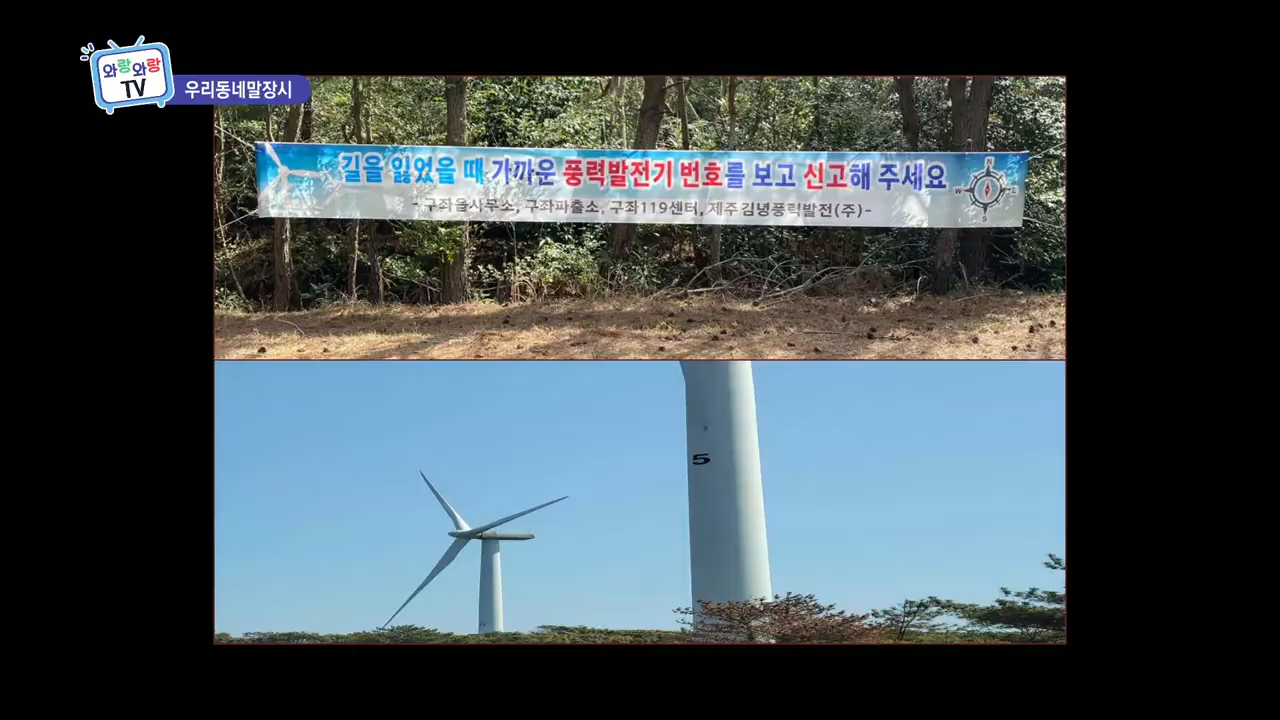 와랑와랑
TV
우리동네말장시
길을 잃었을 때 가까운 풍력발전기 번호를 보고 신고해 주세요
- 구좌읍사무소, 구좌파출소, 구좌119센터, 제주김녕풍력발전(주)-
N
W E
S
5